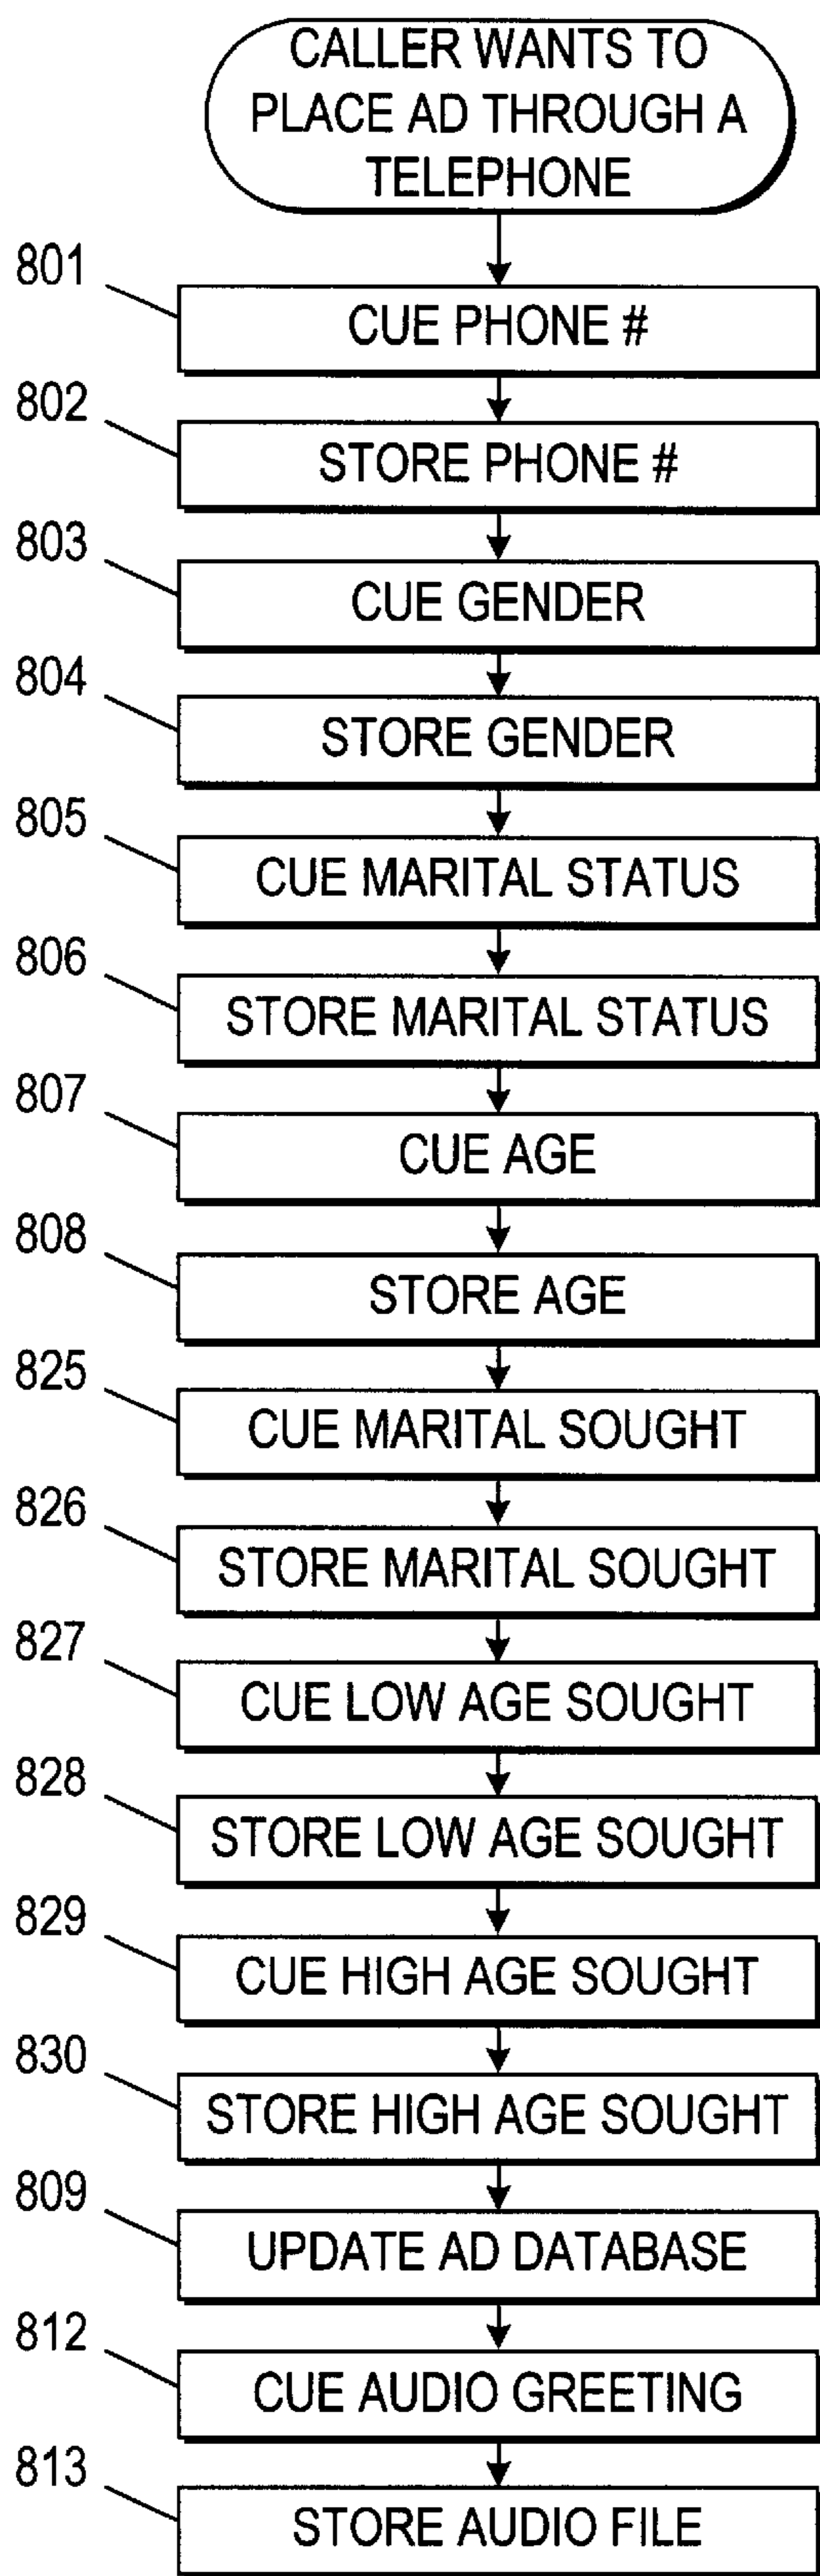 CALLER WANTS TO
PLACE AD THROUGH A
TELEPHONE
801
CUE PHONE #
802
STORE PHONE #
803
CUE GENDER
804
STORE GENDER
805
CUE MARITAL STATUS
806
STORE MARITAL STATUS
807
CUE AGE
808
STORE AGE
825
CUE MARITAL SOUGHT
826
STORE MARITAL SOUGHT
827
CUE LOW AGE SOUGHT
828
STORE LOW AGE SOUGHT
829
CUE HIGH AGE SOUGHT
830
STORE HIGH AGE SOUGHT
809
UPDATE AD DATABASE
812
CUE AUDIO GREETING
813
STORE AUDIO FILE